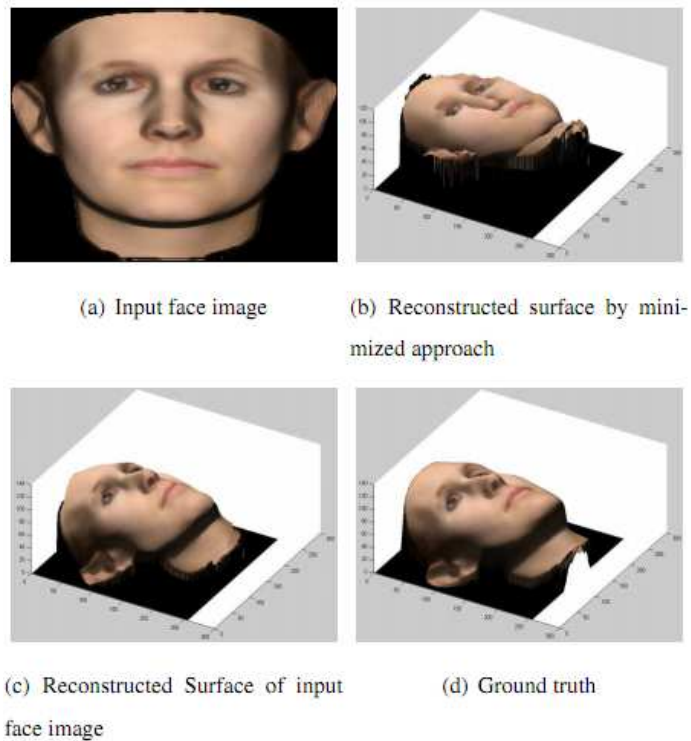 (a) Input face image
(b) Reconstructed surface by mini-
mized approach
(c) Reconstructed Surface of input
face image
(d) Ground truth